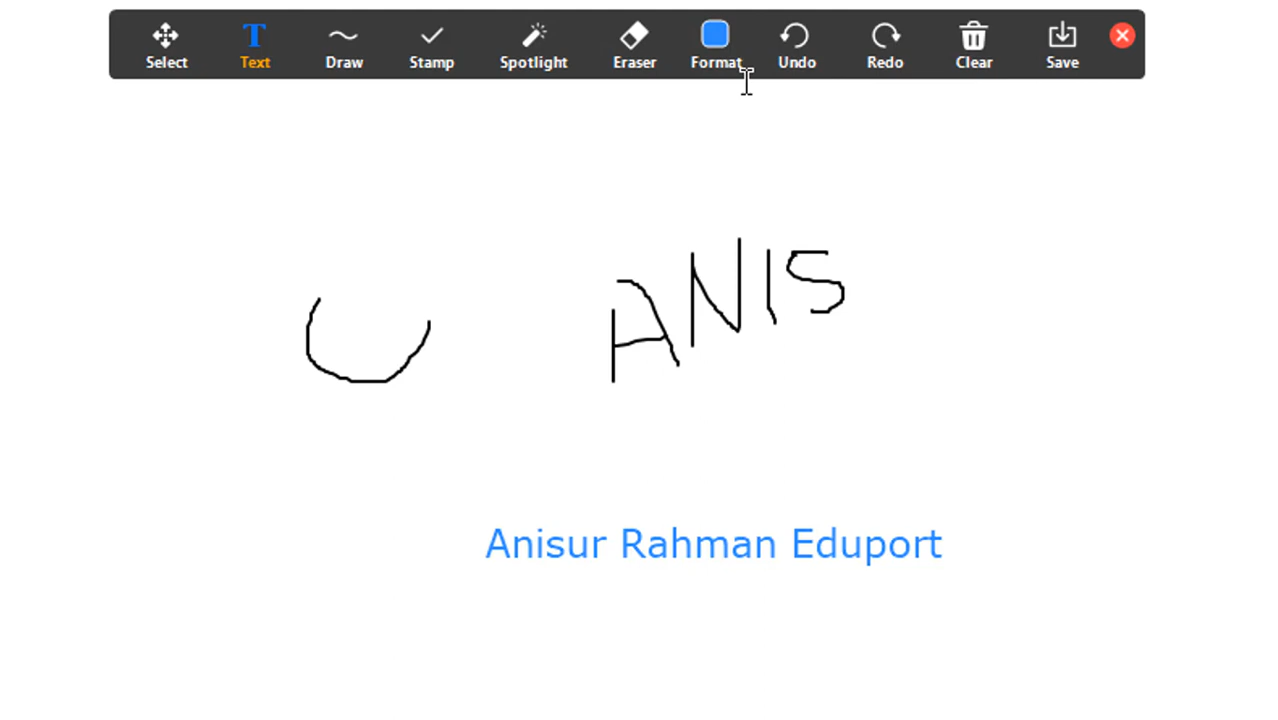 Select Text Draw Stamp Spotlight Eraser Format Undo Redo Clear Save
ANIS
Anisur Rahman Eduport